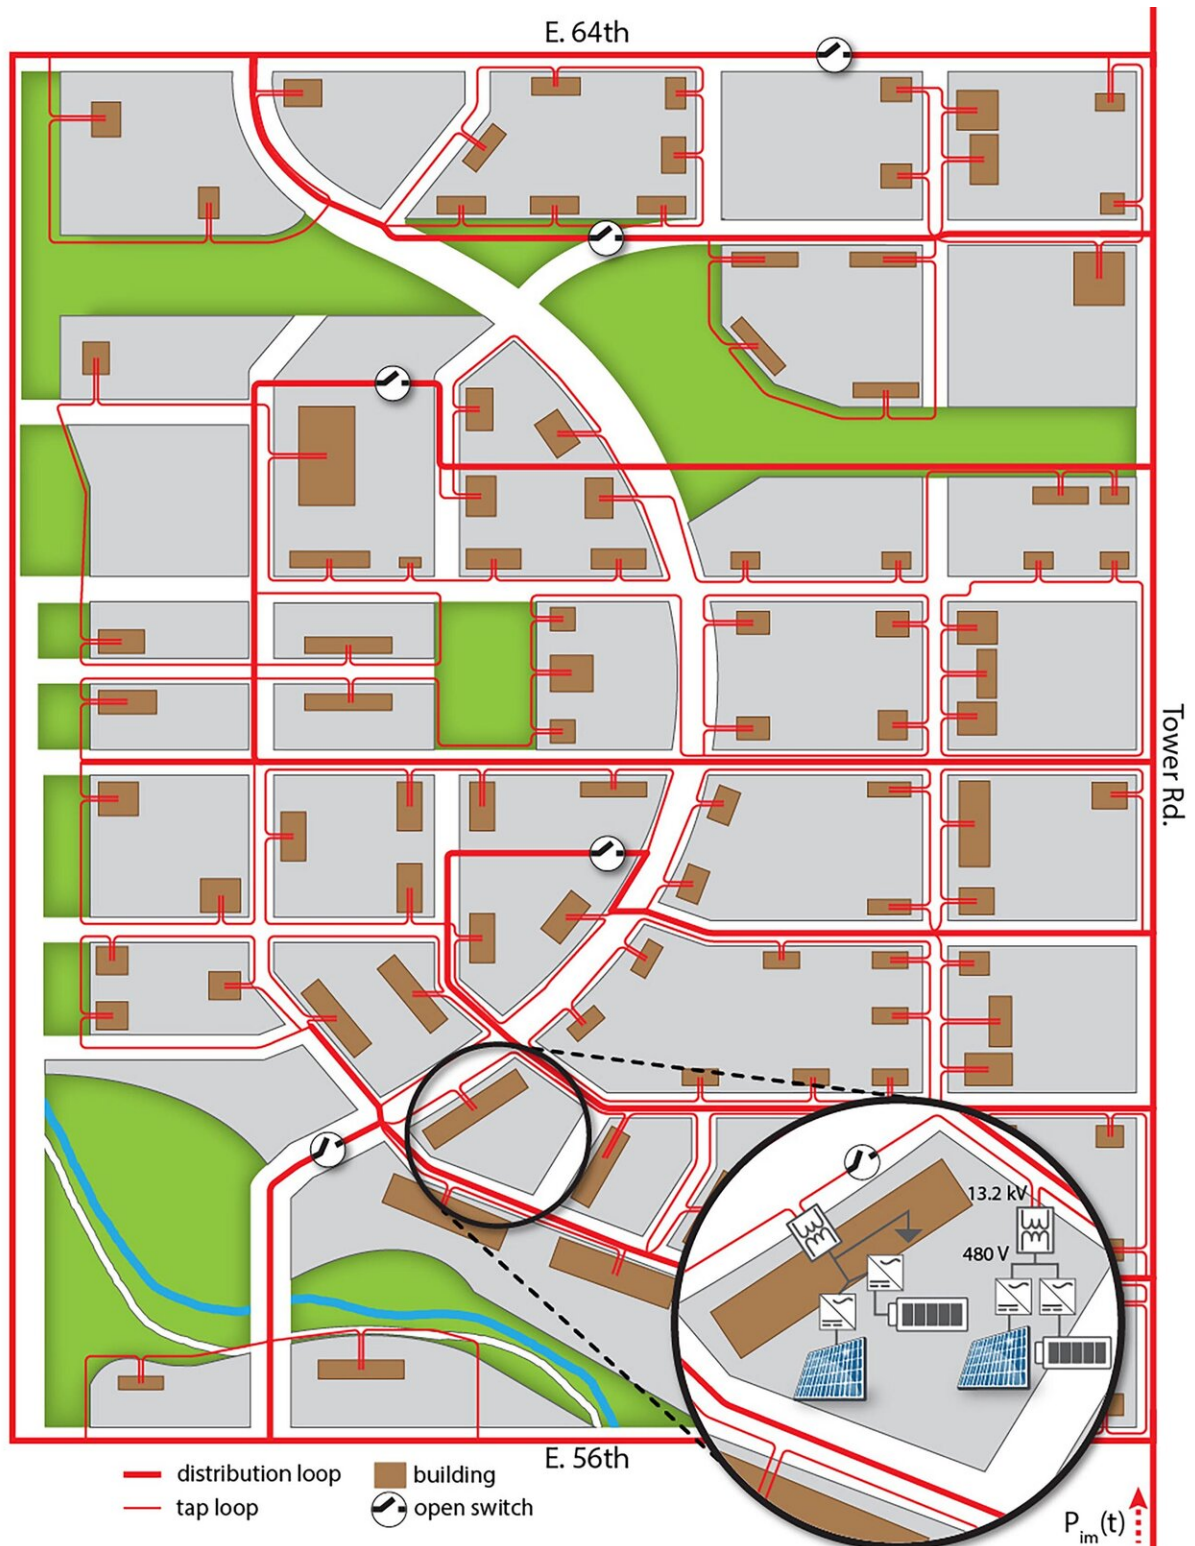 E. 64th
Tower Rd.
13.2 kV
480 V
E. 56th
distribution loop
building
tap loop
open switch
Pim(t)